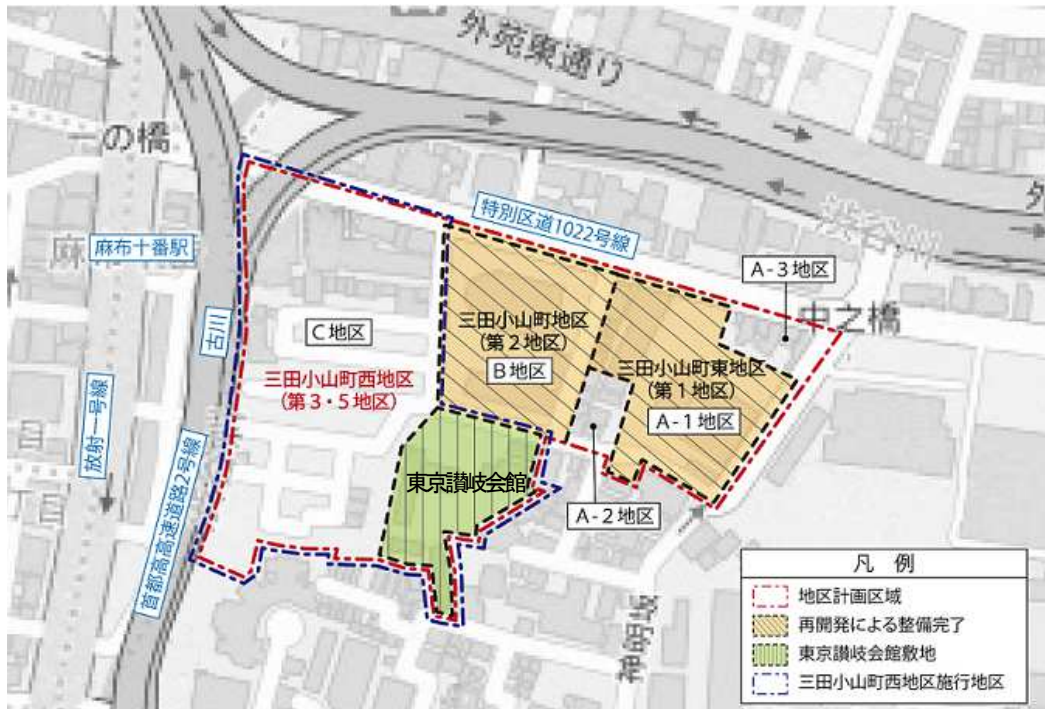 外苑東通り
一の橋
特別区道1022号線
麻布十番駅
古川
A-3地区
中之橋
C地区
三田小山町地区
(第2地区)
B地区
三田小山町東地区
(第1地区)
A-1地区
三田小山町西地区
(第3・5地区)
放射一号線
首都高高速道路2号線
東京讃岐会館
A-2地区
神明坂
凡 例
地区計画区域
再開発による整備完了
東京讃岐会館敷地
三田小山町西地区施行地区